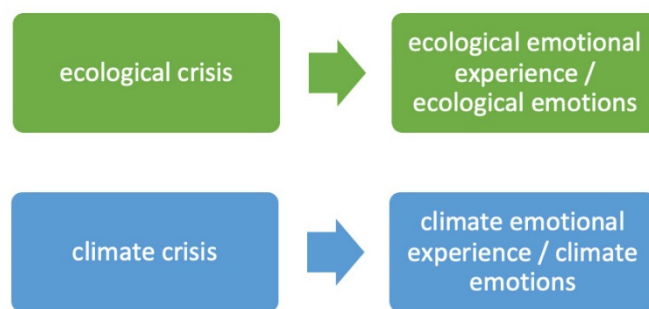 ecological crisis
ecological emotional
experience /
ecological emotions
climate crisis
climate emotional
experience / climate
emotions